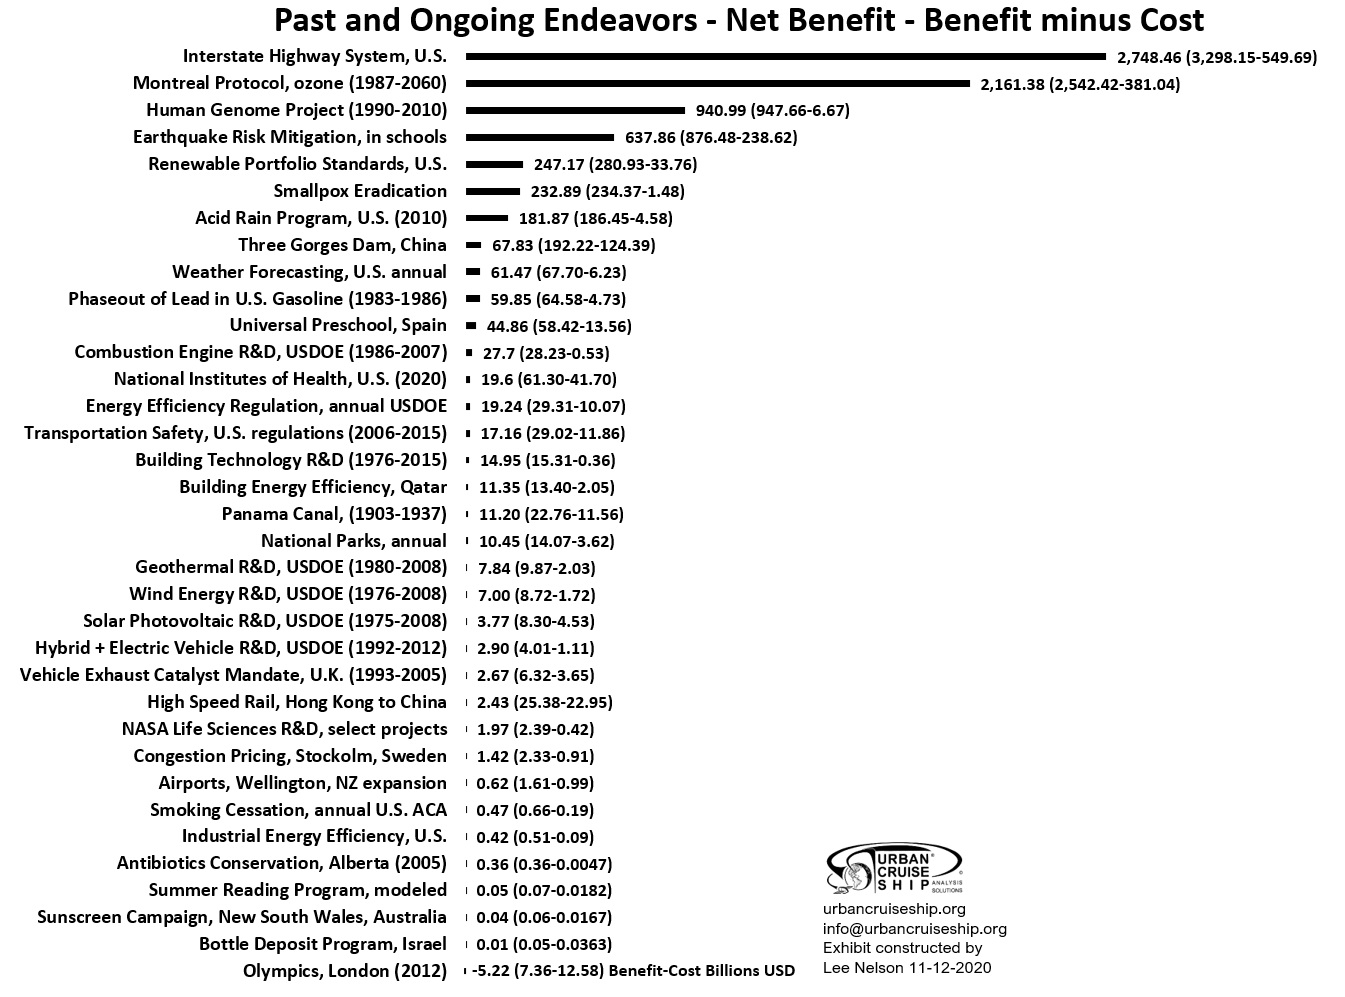 Past and Ongoing Endeavors - Net Benefit - Benefit minus Cost
Interstate Highway System, U.S. 2,748.46 (3,298.15-549.69)
Montreal Protocol, ozone (1987-2060) 2,161.38 (2,542.42-381.04)
Human Genome Project (1990-2010) 940.99 (947.66-6.67)
Earthquake Risk Mitigation, in schools 637.86 (876.48-238.62)
Renewable Portfolio Standards, U.S. 247.17 (280.93-33.76)
Smallpox Eradication 232.89 (234.37-1.48)
Acid Rain Program, U.S. (2010) 181.87 (186.45-4.58)
Three Gorges Dam, China 67.83 (192.22-124.39)
Weather Forecasting, U.S. annual 61.47 (67.70-6.23)
Phaseout of Lead in U.S. Gasoline (1983-1986) 59.85 (64.58-4.73)
Universal Preschool, Spain 44.86 (58.42-13.56)
Combustion Engine R&D, USDOE (1986-2007) 27.7 (28.23-0.53)
National Institutes of Health, U.S. (2020) 19.6 (61.30-41.70)
Energy Efficiency Regulation, annual USDOE 19.24 (29.31-10.07)
Transportation Safety, U.S. regulations (2006-2015) 17.16 (29.02-11.86)
Building Technology R&D (1976-2015) 14.95 (15.31-0.36)
Building Energy Efficiency, Qatar 11.35 (13.40-2.05)
Panama Canal, (1903-1937) 11.20 (22.76-11.56)
National Parks, annual 10.45 (14.07-3.62)
Geothermal R&D, USDOE (1980-2008) 7.84 (9.87-2.03)
Wind Energy R&D, USDOE (1976-2008) 7.00 (8.72-1.72)
Solar Photovoltaic R&D, USDOE (1975-2008) 3.77 (8.30-4.53)
Hybrid + Electric Vehicle R&D, USDOE (1992-2012) 2.90 (4.01-1.11)
Vehicle Exhaust Catalyst Mandate, U.K. (1993-2005) 2.67 (6.32-3.65)
High Speed Rail, Hong Kong to China 2.43 (25.38-22.95)
NASA Life Sciences R&D, select projects 1.97 (2.39-0.42)
Congestion Pricing, Stockolm, Sweden 1.42 (2.33-0.91)
Airports, Wellington, NZ expansion 0.62 (1.61-0.99)
Smoking Cessation, annual U.S. ACA 0.47 (0.66-0.19)
Industrial Energy Efficiency, U.S. 0.42 (0.51-0.09)
Antibiotics Conservation, Alberta (2005) 0.36 (0.36-0.0047)
Summer Reading Program, modeled 0.05 (0.07-0.0182)
Sunscreen Campaign, New South Wales, Australia 0.04 (0.06-0.0167)
Bottle Deposit Program, Israel 0.01 (0.05-0.0363)
Olympics, London (2012) -5.22 (7.36-12.58) Benefit-Cost Billions USD
URBAN
CRUISE
SHIP ANALYSIS
SOLUTIONS
urbancruiseship.org
info@urbancruiseship.org
Exhibit constructed by
Lee Nelson 11-12-2020